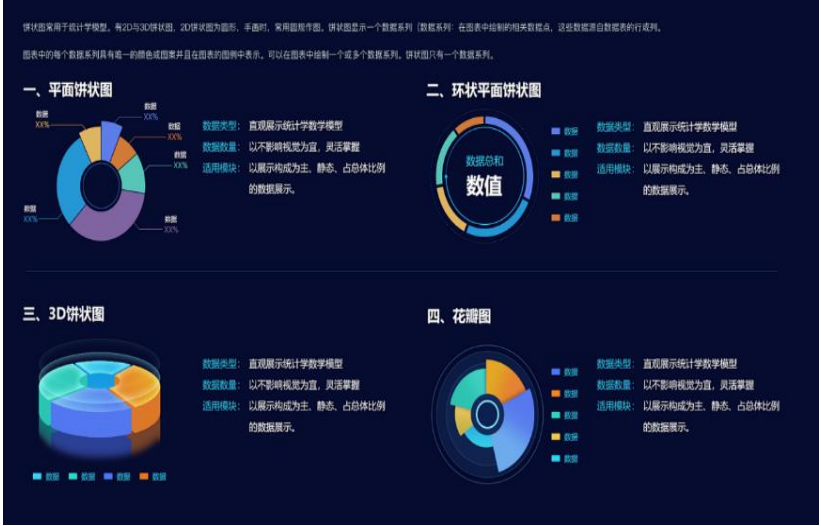 饼状图常用于统计学模型。有2D与3D饼状图，2D饼状图为圆形，手画时，常用圆规作图。饼状图显示一个数据系列（数据系列：在图表中绘制的相关数据点，这些数据源自数据表的行或列。
图表中的每个数据系列具有唯一的颜色或图案并且在图表的图例中表示。可以在图表中绘制一个或多个数据系列。饼状图只有一个数据系列。
一、平面饼状图
数据
XX%
数据
XX%
数据
XX%
数据
XX%
数据
XX%
数据
XX%
数据类型： 直观展示统计学数学模型
数据数量： 以不影响视觉为宜，灵活掌握
适用模块： 以展示构成为主、静态、占总体比例
的数据展示。
二、环状平面饼状图
数据总和
数值
数据
数据
数据
数据
数据
数据类型： 直观展示统计学数学模型
数据数量： 以不影响视觉为宜，灵活掌握
适用模块： 以展示构成为主、静态、占总体比例
的数据展示。
三、3D饼状图
数据 数据 数据 数据
数据类型： 直观展示统计学数学模型
数据数量： 以不影响视觉为宜，灵活掌握
适用模块： 以展示构成为主、静态、占总体比例
的数据展示。
四、花瓣图
数据
数据
数据
数据
数据
数据类型： 直观展示统计学数学模型
数据数量： 以不影响视觉为宜，灵活掌握
适用模块： 以展示构成为主、静态、占总体比例
的数据展示。